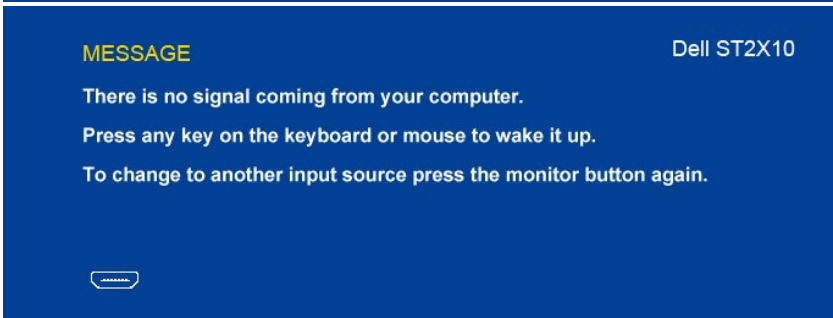 MESSAGE
Dell ST2X10
There is no signal coming from your computer.
Press any key on the keyboard or mouse to wake it up.
To change to another input source press the monitor button again.